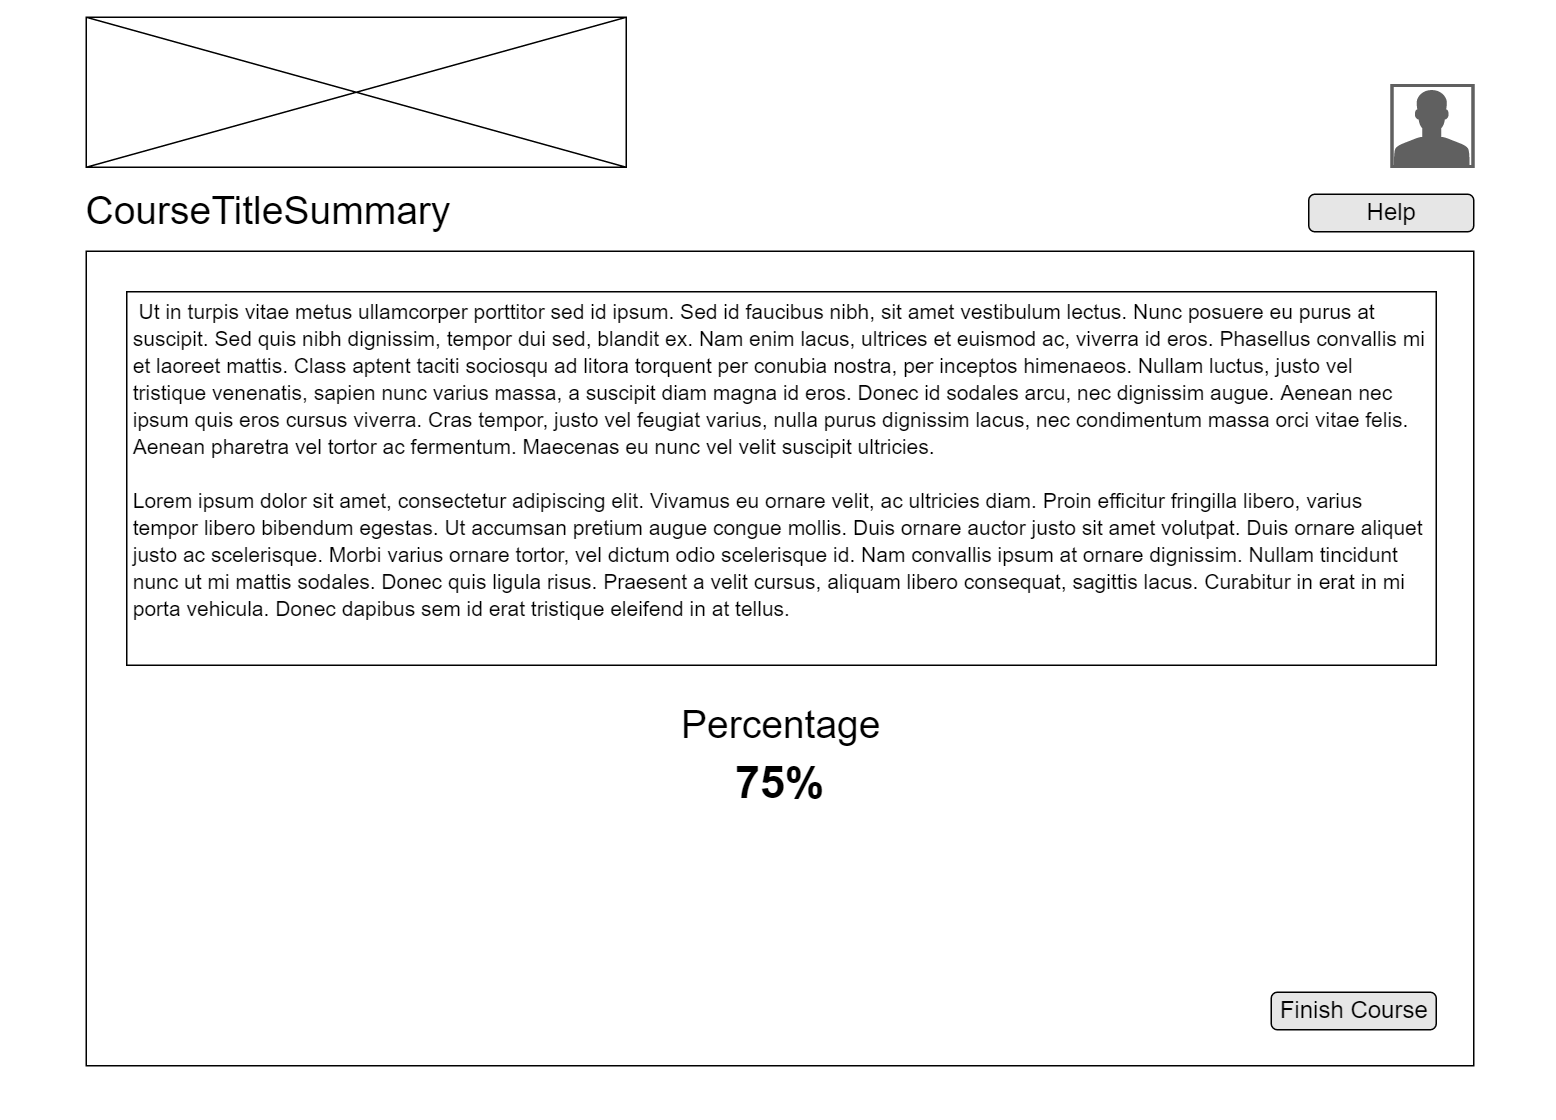 CourseTitleSummary
Help
Ut in turpis vitae metus ullamcorper porttitor sed id ipsum. Sed id faucibus nibh, sit amet vestibulum lectus. Nunc posuere eu purus at
suscipit. Sed quis nibh dignissim, tempor dui sed, blandit ex. Nam enim lacus, ultrices et euismod ac, viverra id eros. Phasellus convallis mi
et laoreet mattis. Class aptent taciti sociosqu ad litora torquent per conubia nostra, per inceptos himenaeos. Nullam luctus, justo vel
tristique venenatis, sapien nunc varius massa, a suscipit diam magna id eros. Donec id sodales arcu, nec dignissim augue. Aenean nec
ipsum quis eros cursus viverra. Cras tempor, justo vel feugiat varius, nulla purus dignissim lacus, nec condimentum massa orci vitae felis.
Aenean pharetra vel tortor ac fermentum. Maecenas eu nunc vel velit suscipit ultricies.
Lorem ipsum dolor sit amet, consectetur adipiscing elit. Vivamus eu ornare velit, ac ultricies diam. Proin efficitur fringilla libero, varius
tempor libero bibendum egestas. Ut accumsan pretium augue congue mollis. Duis ornare auctor justo sit amet volutpat. Duis ornare aliquet
justo ac scelerisque. Morbi varius ornare tortor, vel dictum odio scelerisque id. Nam convallis ipsum at ornare dignissim. Nullam tincidunt
nunc ut mi mattis sodales. Donec quis ligula risus. Praesent a velit cursus, aliquam libero consequat, sagittis lacus. Curabitur in erat in mi
porta vehicula. Donec dapibus sem id erat tristique eleifend in at tellus.
Percentage
75%
Finish Course